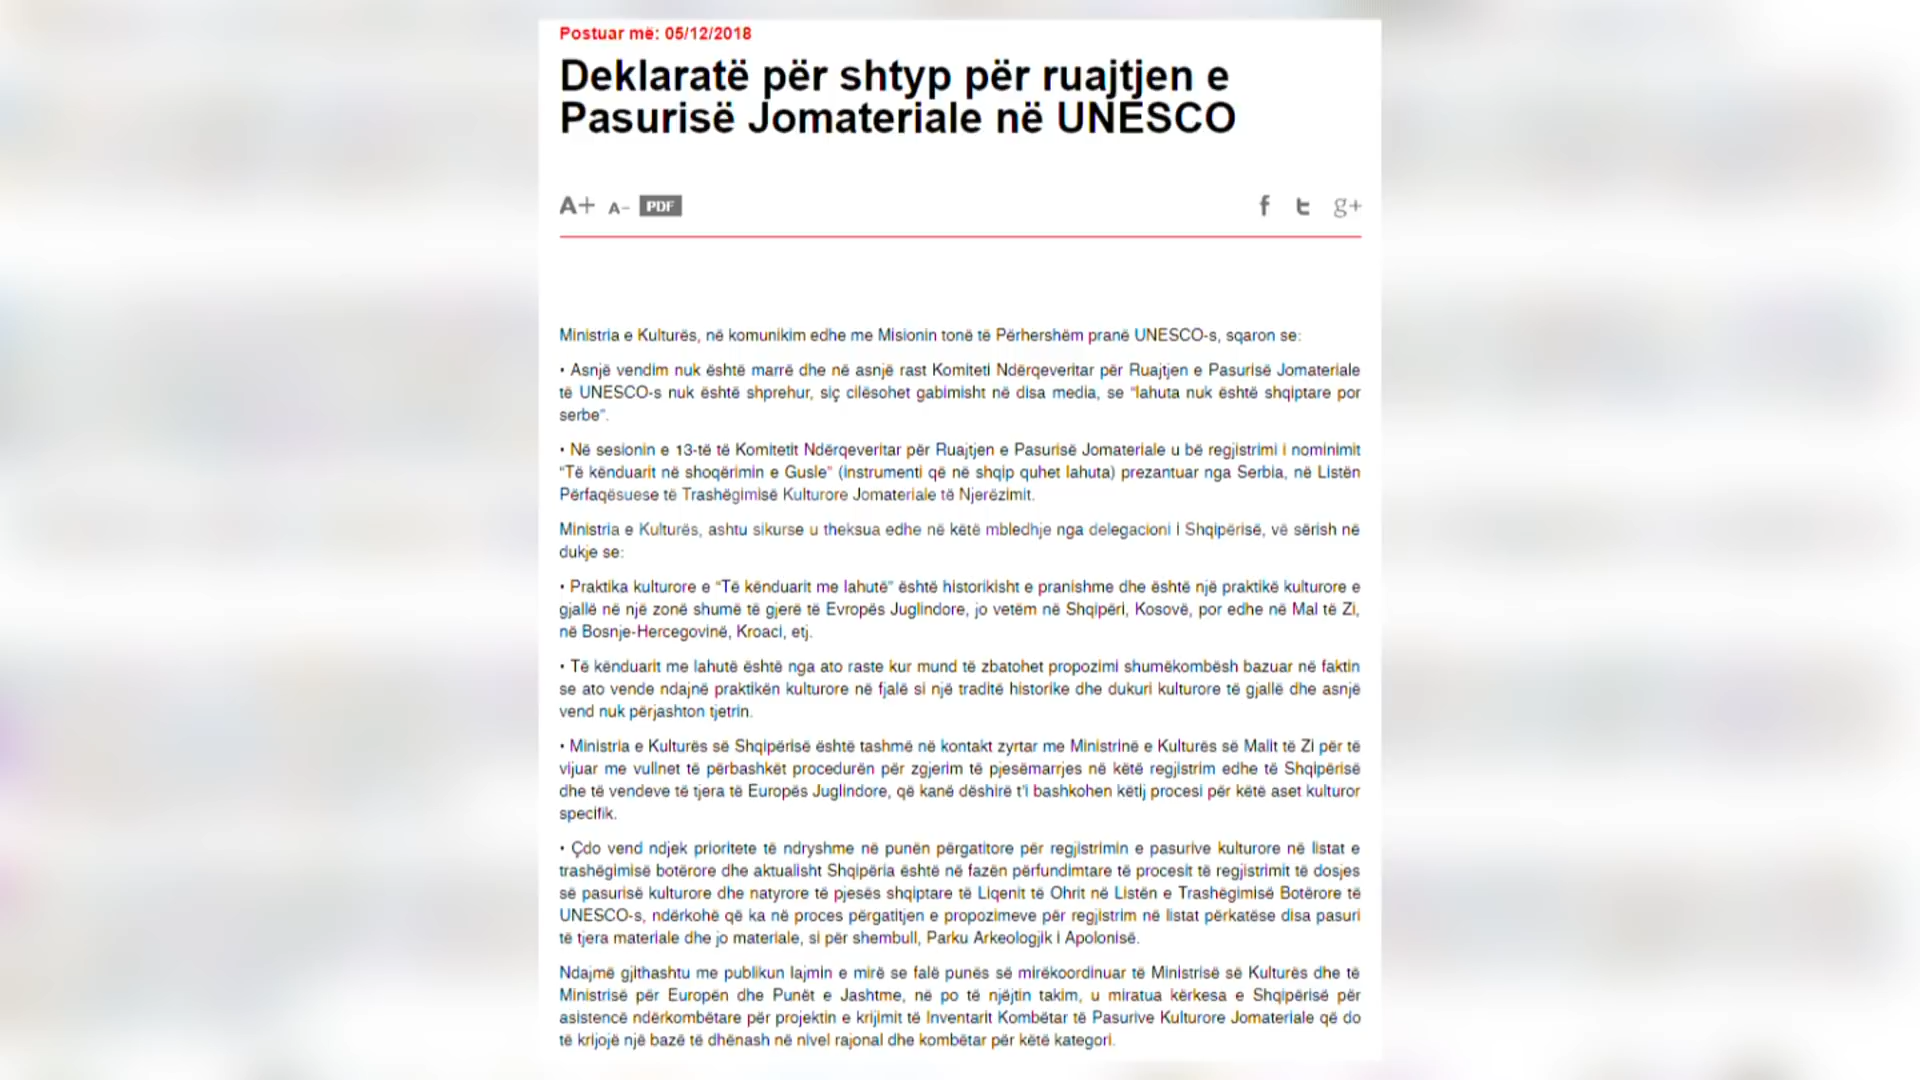 Postuar më: 05/12/2018
Deklaratë për shtyp për ruajtjen e
Pasurisë Jomateriale në UNESCO
A+ A- PDF f t g+
Ministria e Kulturës, në komunikim edhe me Misionin tonë të Përhershëm pranë UNESCO-s, sqaron se:
• Asnjë vendim nuk është marrë dhe në asnjë rast Komiteti Ndërqeveritar për Ruajtjen e Pasurisë Jomateriale
të UNESCO-s nuk është shprehur, siç cilësohet gabimisht në disa media, se "lahuta nuk është shqiptare por
serbe".
• Në sesionin e 13-të të Komitetit Ndërqeveritar për Ruajtjen e Pasurisë Jomateriale u bë regjistrimi i nominimit
"Të kënduarit në shoqërimin e Gusle" (instrumenti që në shqip quhet lahuta) prezantuar nga Serbia, në Listën
Përfaqësuese të Trashëgimisë Kulturore Jomateriale të Njerëzimit.
Ministria e Kulturës, ashtu sikurse u theksua edhe në këtë mbledhje nga delegacioni i Shqipërisë, vë sërish në
dukje se:
• Praktika kulturore e "Të kënduarit me lahutë" është historikisht e pranishme dhe është një praktikë kulturore e
gjallë në një zonë shumë të gjerë të Evropës Juglindore, jo vetëm në Shqipëri, Kosovë, por edhe në Mal të Zi,
në Bosnje-Hercegovinë, Kroaci, etj.
• Të kënduarit me lahutë është nga ato raste kur mund të zbatohet propozimi shumëkombësh bazuar në faktin
se ato vende ndajnë praktikën kulturore në fjalë si një traditë historike dhe dukuri kulturore të gjallë dhe asnjë
vend nuk përjashton tjetrin.
• Ministria e Kulturës së Shqipërisë është tashmë në kontakt zyrtar me Ministrinë e Kulturës së Malit të Zi për të
vijuar me vullnet të përbashkët procedurën për zgjerim të pjesëmarrjes në këtë regjistrim edhe të Shqipërisë
dhe të vendeve të tjera të Europës Juglindore, që kanë dëshirë t'i bashkohen këtij procesi për këtë aset kulturor
specifik.
• Çdo vend ndjek prioritete të ndryshme në punën përgatitore për regjistrimin e pasurive kulturore në listat e
trashëgimisë botërore dhe aktualisht Shqipëria është në fazën përfundimtare të procesit të regjistrimit të dosjes
së pasurisë kulturore dhe natyrore të pjesës shqiptare të Liqenit të Ohrit në Listën e Trashëgimisë Botërore të
UNESCO-s, ndërkohë që ka në proces përgatitjen e propozimeve për regjistrim në listat përkatëse disa pasuri
të tjera materiale dhe jo materiale, si për shembull, Parku Arkeologjik i Apolonisë.
Ndajmë gjithashtu me publikun lajmin e mirë se falë punës së mirëkoordinuar të Ministrisë së Kulturës dhe të
Ministrisë për Europën dhe Punët e Jashtme, në po të njëjtin takim, u miratua kërkesa e Shqipërisë për
asistencë ndërkombëtare për projektin e krijimit të Inventarit Kombëtar të Pasurive Kulturore Jomateriale që do
të krijojë një bazë të dhënash në nivel rajonal dhe kombëtar për këtë kategori.